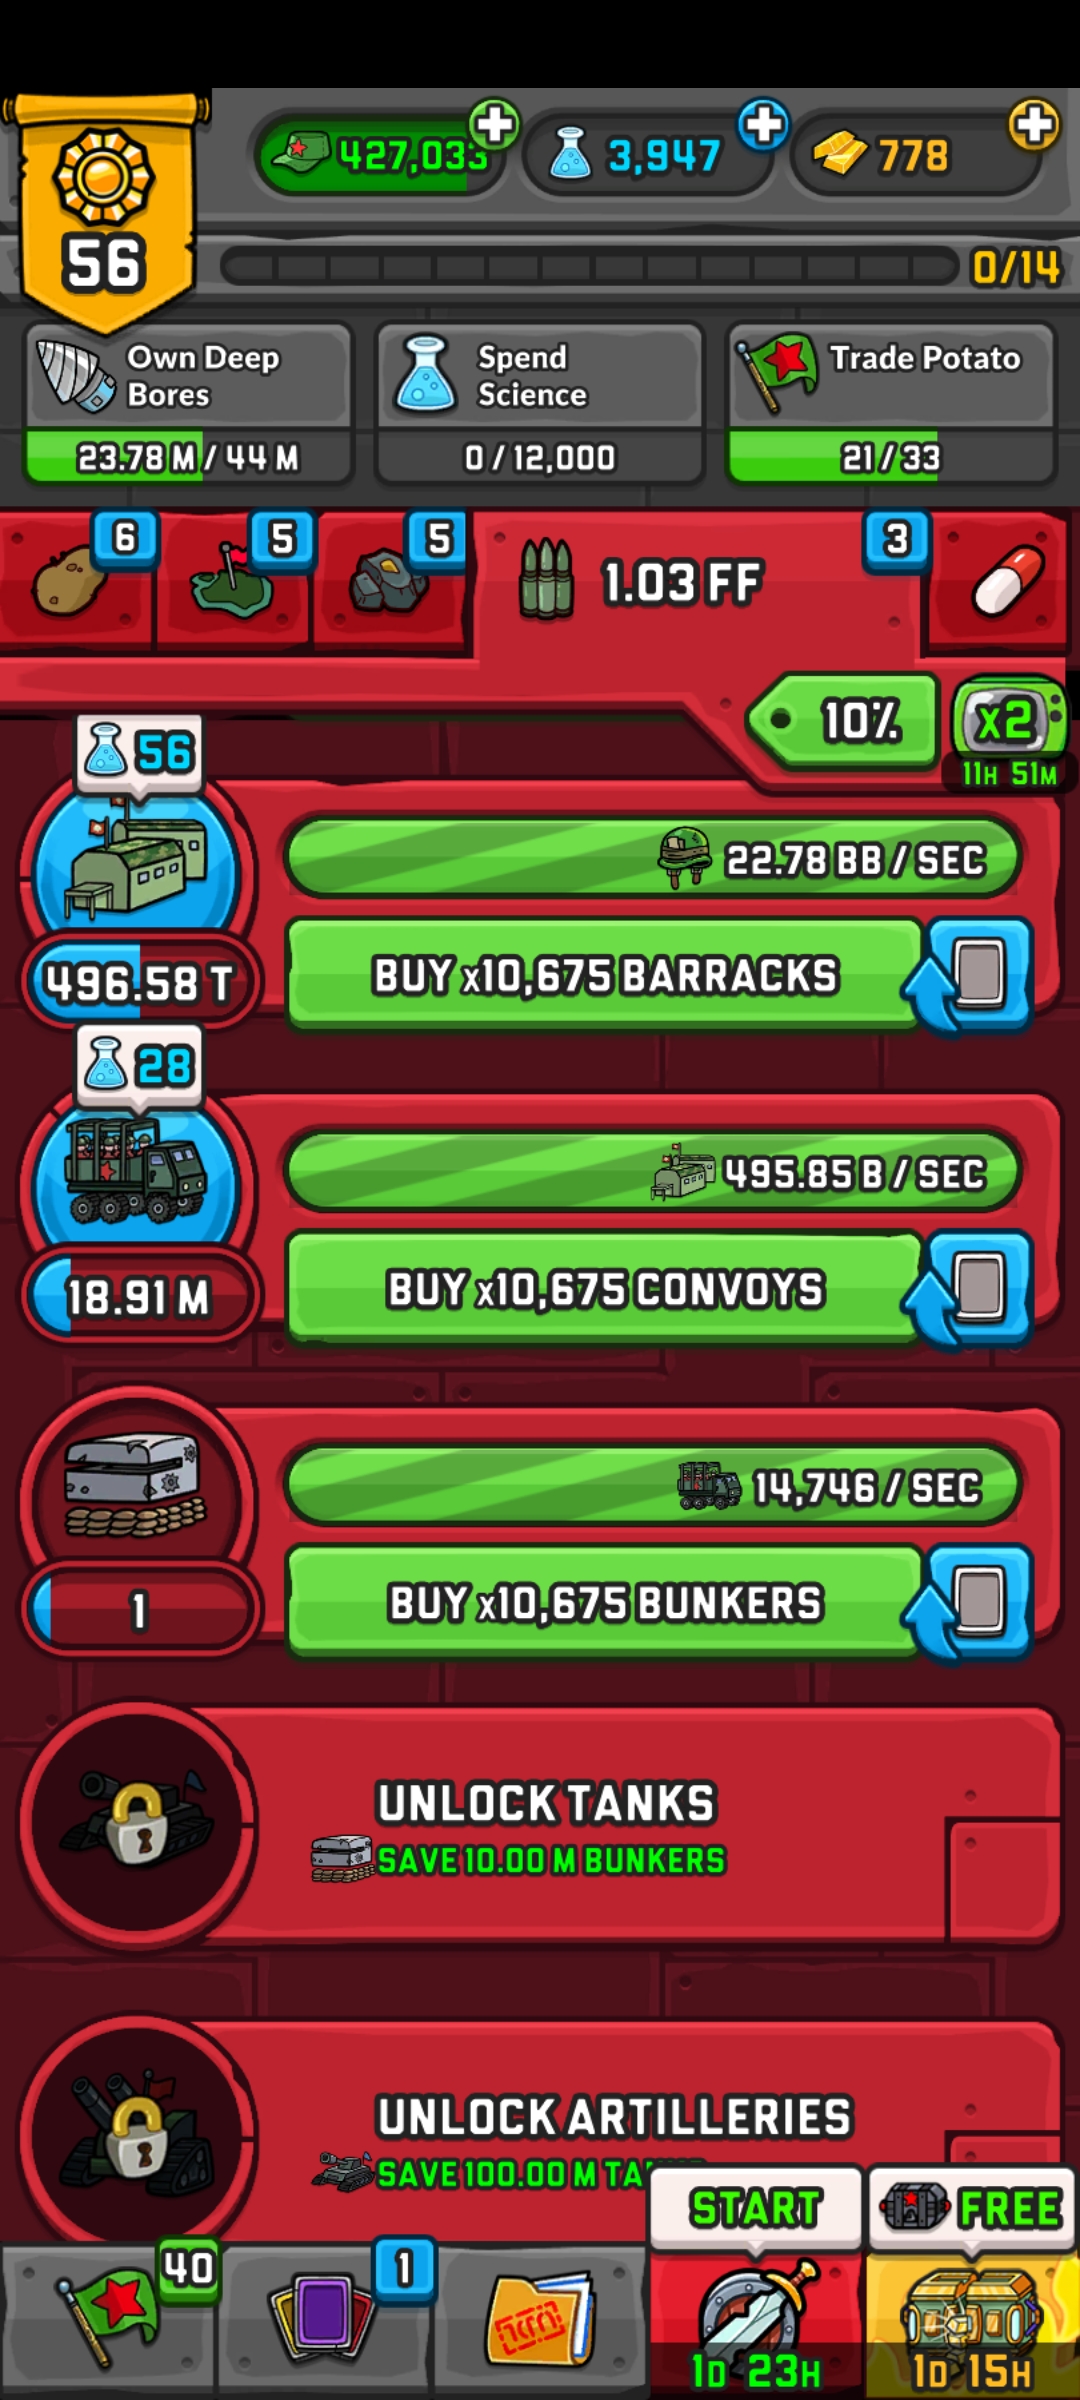 427,033
3,947
778
56
0/14
Own Deep
Bores
23.78 M / 44 M
Spend
Science
0 / 12,000
Trade Potato
21 / 33
6
5
5
1.03 FF
3
10%
x2
11H 51M
56
22.78 BB / SEC
496.58 T
BUY x10,675 BARRACKS
28
495.85 B / SEC
18.91 M
BUY x10,675 CONVOYS
14,746 / SEC
1
BUY x10,675 BUNKERS
UNLOCK TANKS
SAVE 10.00 M BUNKERS
UNLOCK ARTILLERIES
SAVE 100.00 M
START
FREE
40
1
1D 23H
1D 15H